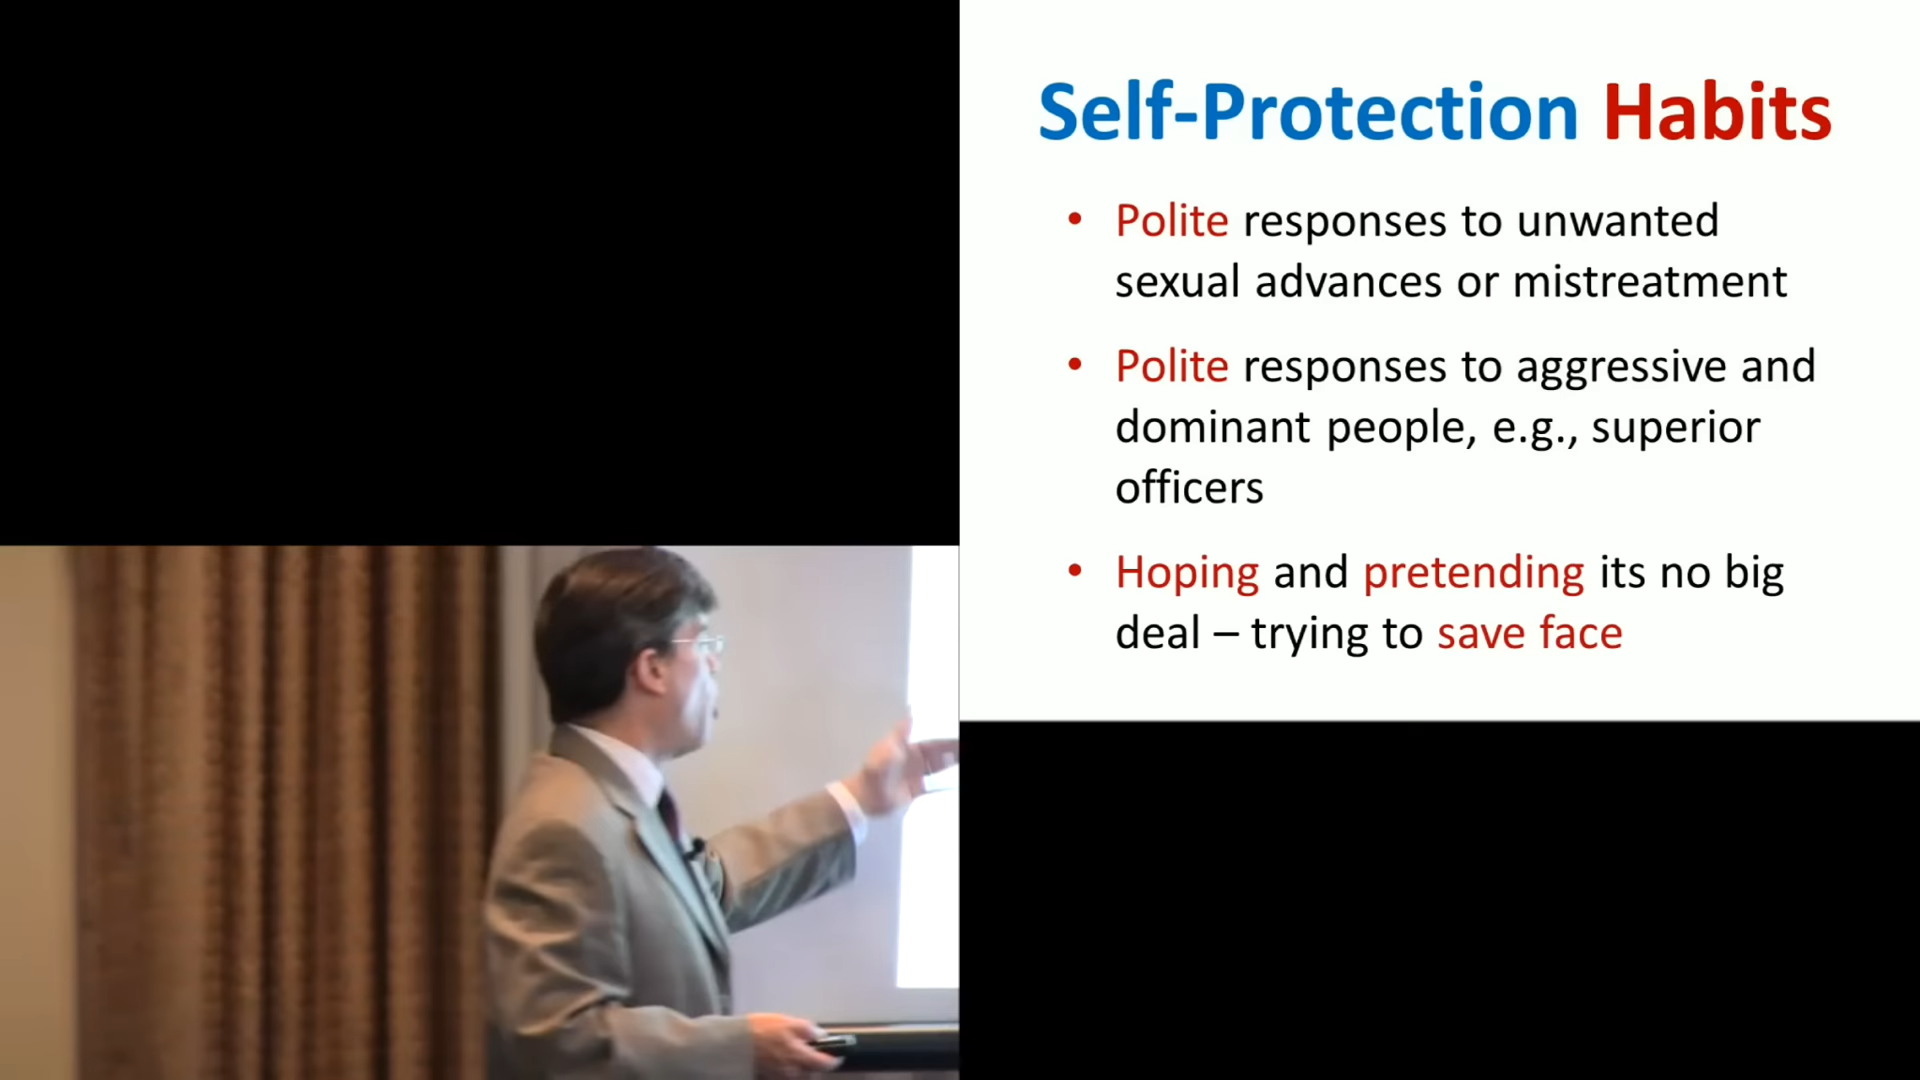 Self-Protection Habits
• Polite responses to unwanted
sexual advances or mistreatment
• Polite responses to aggressive and
dominant people, e.g., superior
officers
• Hoping and pretending its no big
deal – trying to save face